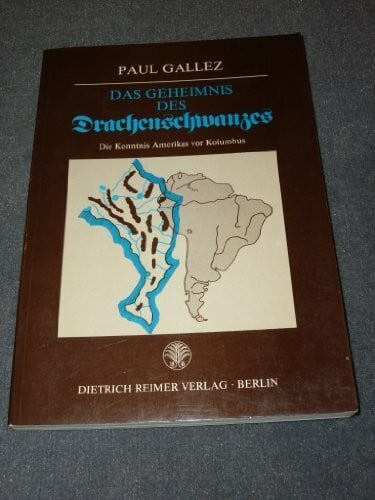 PAUL GALLEZ
DAS GEHEIMNIS
DES
Drachenschwanzes
Die Kenntnis Amerikas vor Kolumbus
DIETRICH REIMER VERLAG · BERLIN